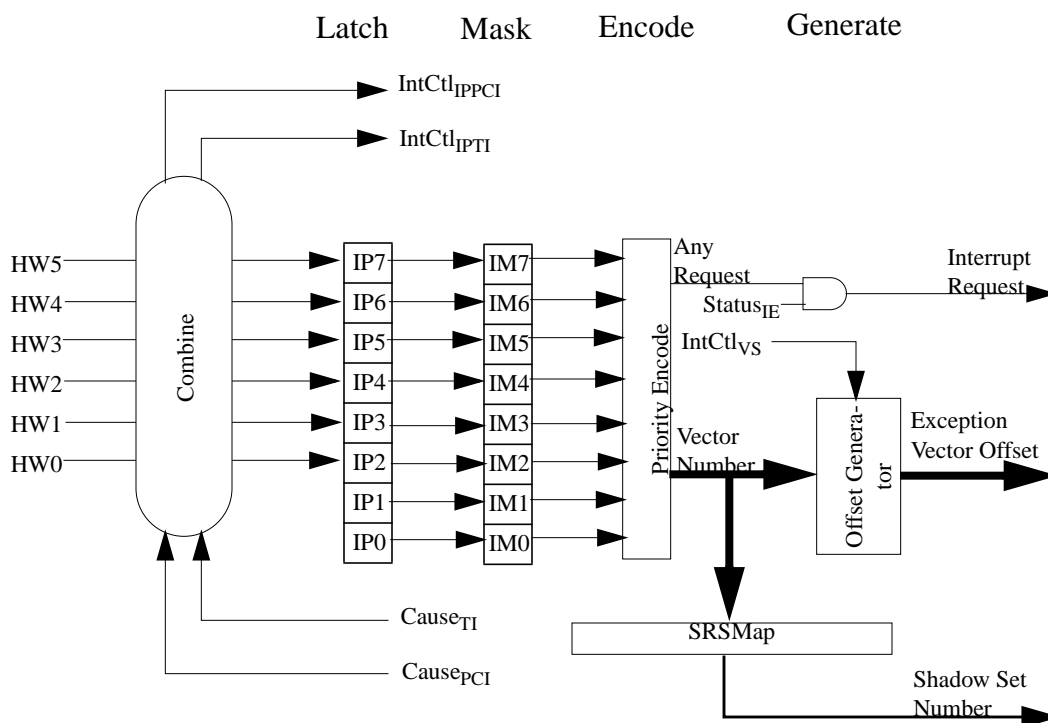 Latch Mask Encode Generate
IntCtlIPPCI
IntCtlIPTI
HW5
HW4
HW3
HW2
HW1
HW0
Combine
IP7
IP6
IP5
IP4
IP3
IP2
IP1
IP0
IM7
IM6
IM5
IM4
IM3
IM2
IM1
IM0
Priority Encode
Any
Request
StatusIE
IntCtlVS
Vector
Number
Interrupt
Request
Offset Genera-
tor
Exception
Vector Offset
CauseTI
CausePCI
SRSMap
Shadow Set
Number